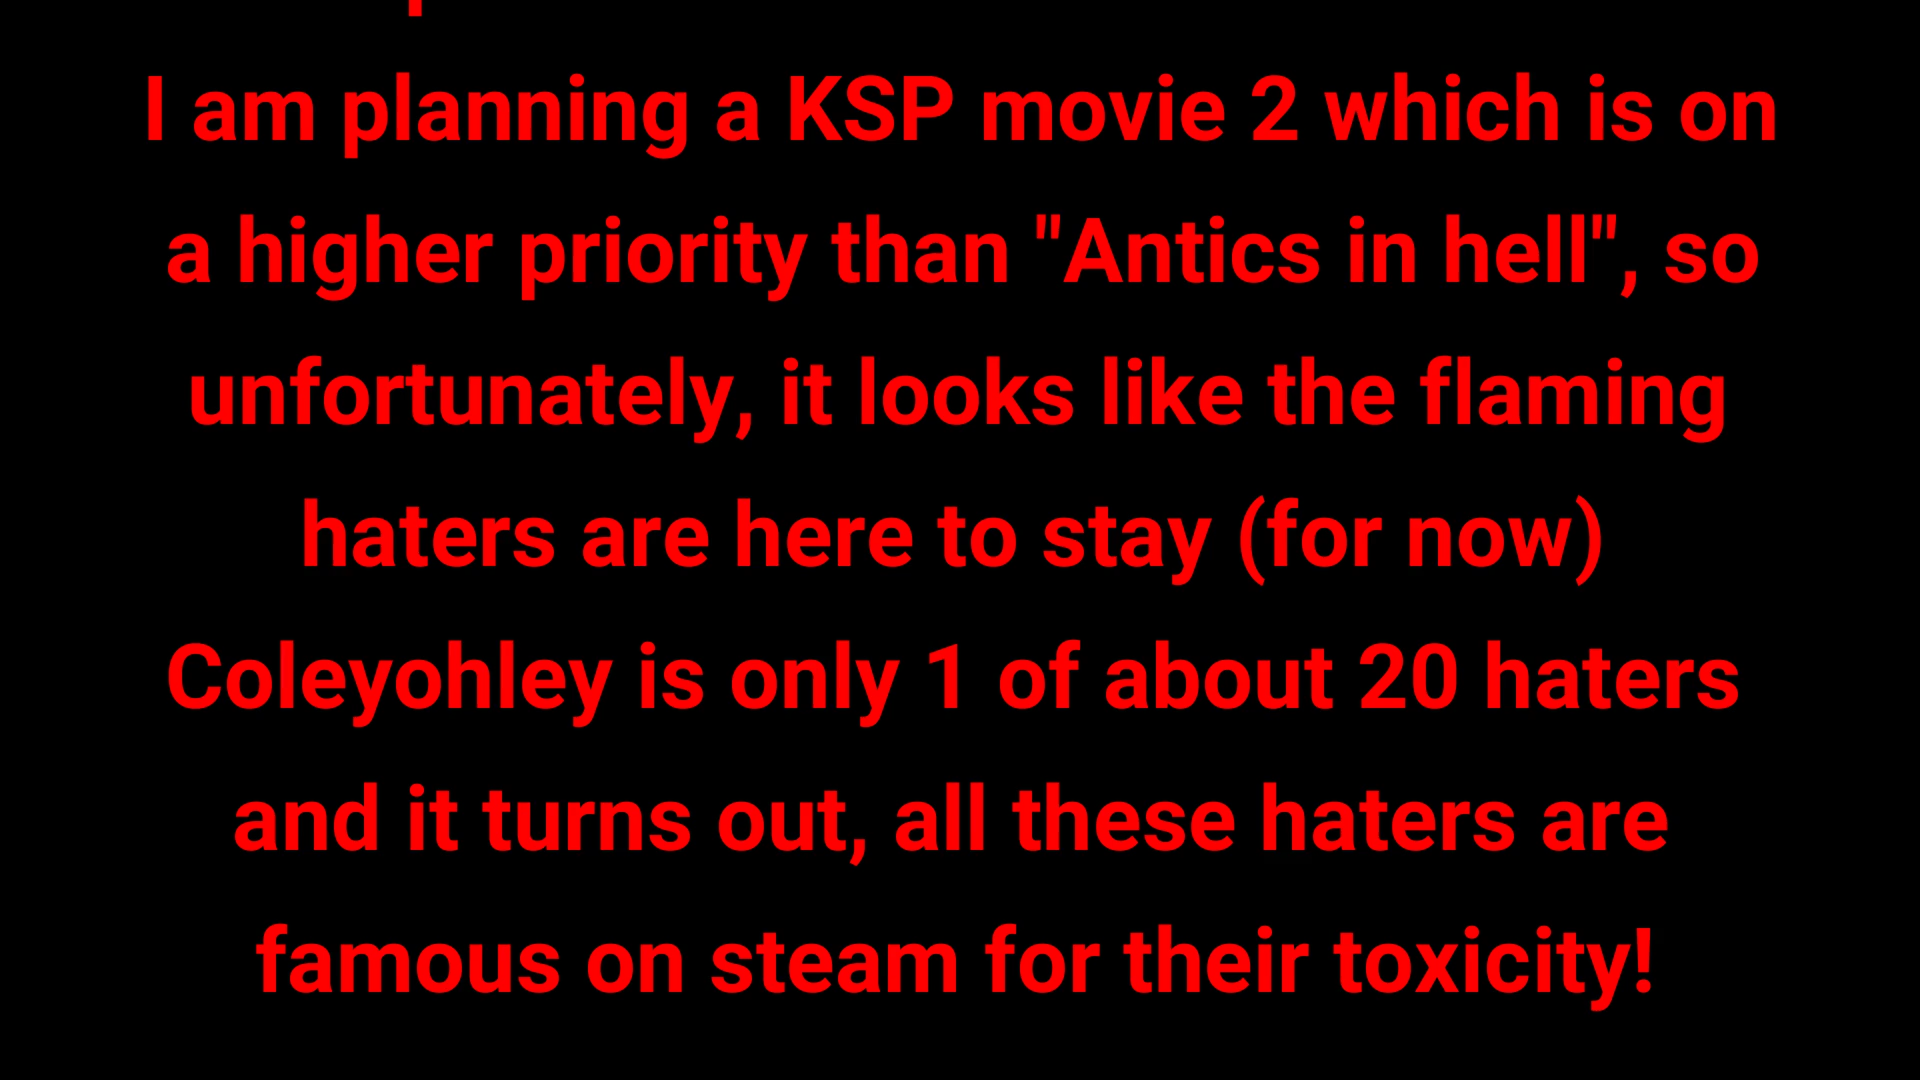 I am planning a KSP movie 2 which is on
a higher priority than "Antics in hell", so
unfortunately, it looks like the flaming
haters are here to stay (for now)
Coleyohley is only 1 of about 20 haters
and it turns out, all these haters are
famous on steam for their toxicity!